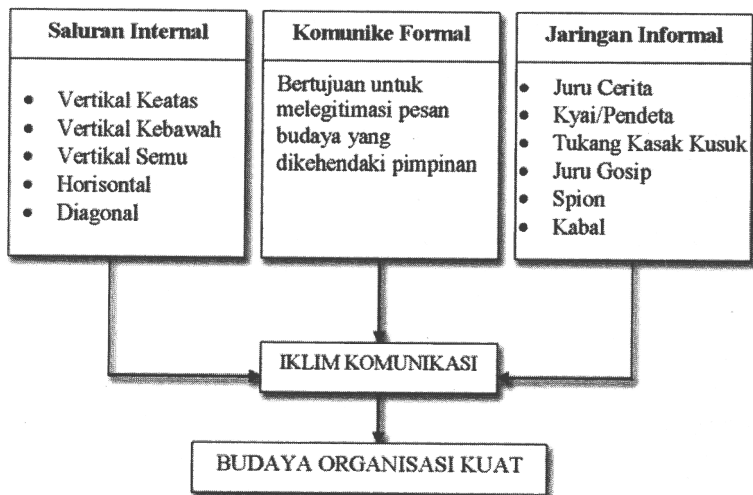 Saluran Internal
• Vertikal Keatas
• Vertikal Kebawah
• Vertikal Semu
• Horisontal
• Diagonal
Komunike Formal
Bertujuan untuk
melegitimasi pesan
budaya yang
dikehendaki pimpinan
Jaringan Informal
• Juru Cerita
• Kyai/Pendeta
• Tukang Kasak Kusuk
• Juru Gosip
• Spion
• Kabal
IKLIM KOMUNIKASI
BUDAYA ORGANISASI KUAT